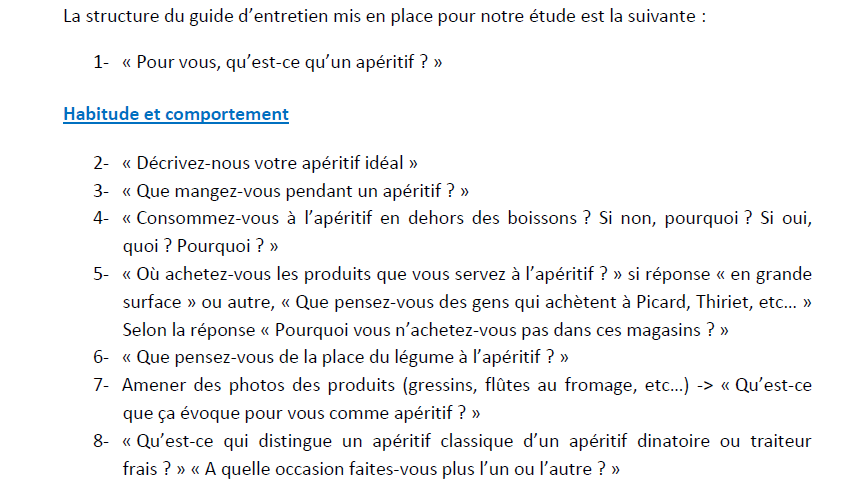 La structure du guide d’entretien mis en place pour notre étude est la suivante :
1- « Pour vous, qu’est-ce qu’un apéritif ? »
Habitude et comportement
2- « Décrivez-nous votre apéritif idéal »
3- « Que mangez-vous pendant un apéritif ? »
4- « Consommez-vous à l’apéritif en dehors des boissons ? Si non, pourquoi ? Si oui,
quoi ? Pourquoi ? »
5- « Où achetez-vous les produits que vous servez à l’apéritif ? » si réponse « en grande
surface » ou autre, « Que pensez-vous des gens qui achètent à Picard, Thiriet, etc... »
Selon la réponse « Pourquoi vous n’achetez-vous pas dans ces magasins ? »
6- « Que pensez-vous de la place du légume à l’apéritif ? »
7- Amener des photos des produits (gressins, flûtes au fromage, etc...) -> « Qu’est-ce
que ça évoque pour vous comme apéritif ? »
8- « Qu’est-ce qui distingue un apéritif classique d’un apéritif dinatoire ou traiteur
frais ? » « A quelle occasion faites-vous plus l’un ou l’autre ? »